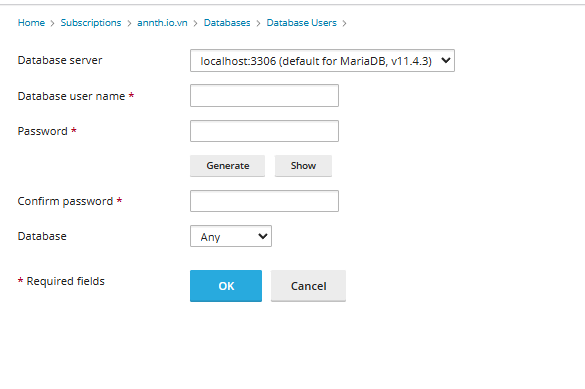 Home > Subscriptions > annth.io.vn > Databases > Database Users >
Database server localhost:3306 (default for MariaDB, v11.4.3)
Database user name *
Password *
Generate Show
Confirm password *
Database Any
* Required fields OK Cancel